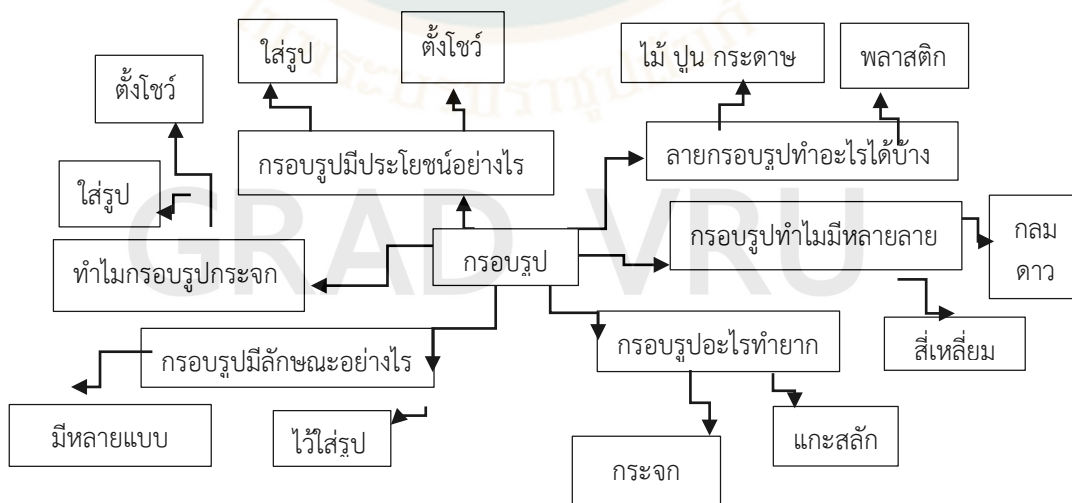 ใส่รูป
ตั้งโชว์
ไม้ ปูน กระดาษ
พลาสติก
ตั้งโชว์
กรอบรูปมีประโยชน์อย่างไร
ลายกรอบรูปทำอะไรได้บ้าง
ใส่รูป
GRAD VRU
กรอบรูปทำไมมีหลายลาย
กลม
ดาว
ทำไมกรอบรูปกระจก
กรอบรูป
กรอบรูปมีลักษณะอย่างไร
กรอบรูปอะไรทำยาก
สี่เหลี่ยม
มีหลายแบบ
ไว้ใส่รูป
แกะสลัก
กระจก